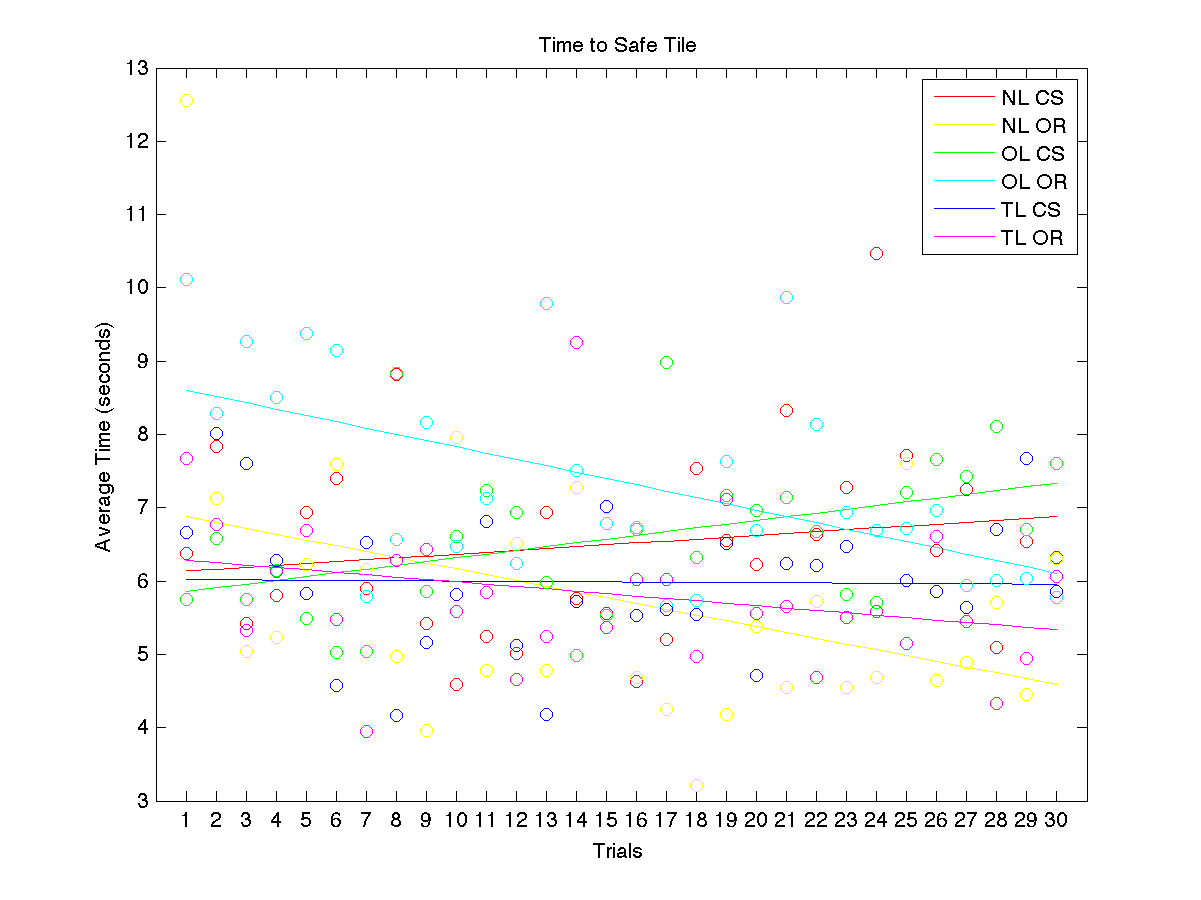 Time to Safe Tile
NL CS
NL OR
OL CS
OL OR
TL CS
TL OR
Average Time (seconds)
13
12
11
10
9
8
7
6
5
4
3
1 2 3 4 5 6 7 8 9 10 11 12 13 14 15 16 17 18 19 20 21 22 23 24 25 26 27 28 29 30
Trials